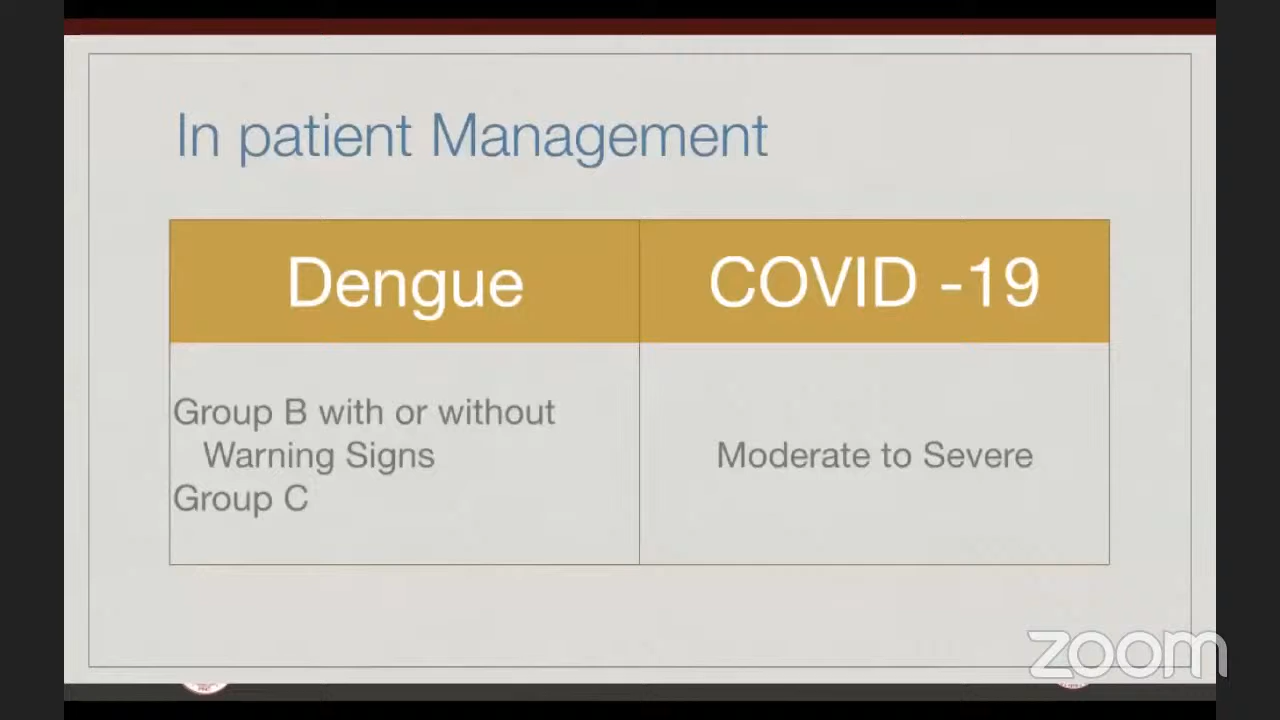 In patient Management
Dengue
COVID -19
Group B with or without
Warning Signs
Group C
Moderate to Severe
zoom